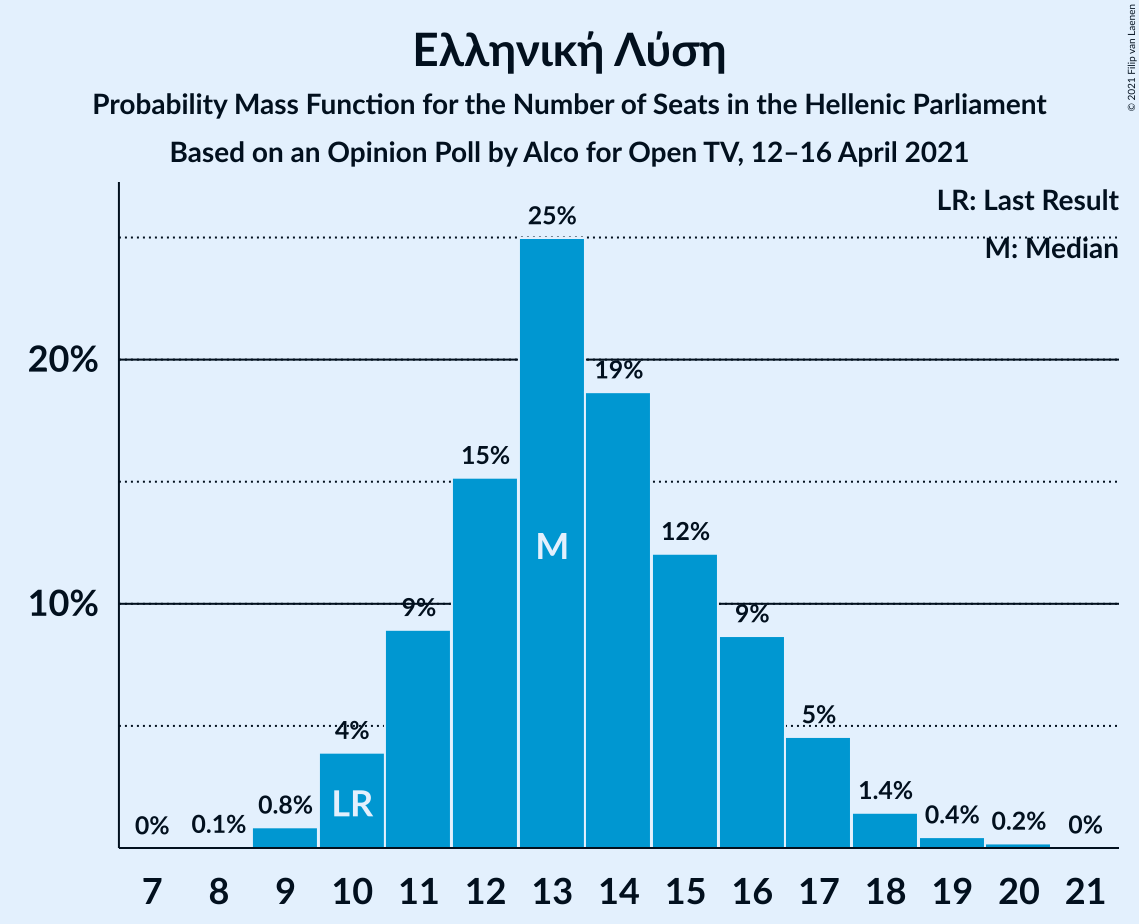 Ελληνική Λύση
Probability Mass Function for the Number of Seats in the Hellenic Parliament
Based on an Opinion Poll by Alco for Open TV, 12–16 April 2021
© 2021 Filip van Laenen
LR: Last Result
M: Median
20%
10%
0%
0.1%
0.8%
4%
9%
15%
25%
19%
12%
9%
5%
1.4%
0.4%
0.2%
0%
LR
M
7 8 9 10 11 12 13 14 15 16 17 18 19 20 21